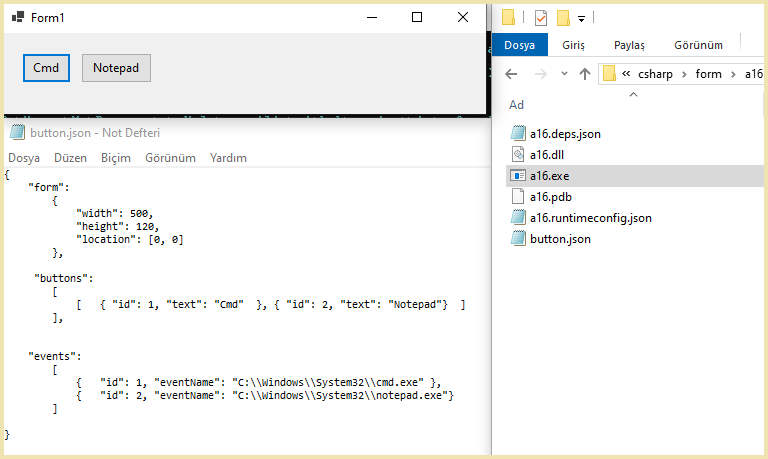 Form1
Cmd
Notepad
button.json - Not Defteri
Dosya Düzen Biçim Görünüm Yardım
{
"form":
{
"width": 500,
"height": 120,
"location": [0, 0]
},
"buttons":
[
[ { "id": 1, "text": "Cmd" }, { "id": 2, "text": "Notepad"} ]
],
"events":
[
{ "id": 1, "eventName": "C:\\Windows\\System32\\cmd.exe" },
{ "id": 2, "eventName": "C:\\Windows\\System32\\notepad.exe"}
]
}
Dosya Giriş Paylaş Görünüm
« csharp › form › a16
Ad
a16.deps.json
a16.dll
a16.exe
a16.pdb
a16.runtimeconfig.json
button.json